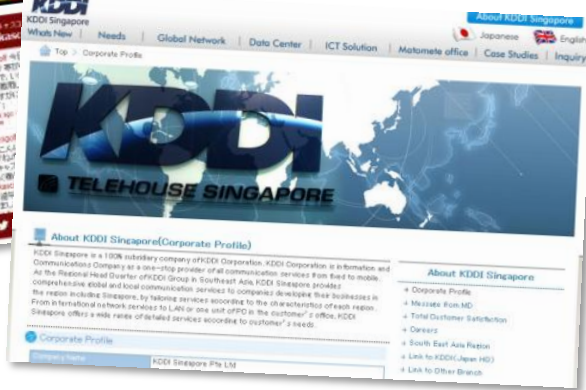 KDDI
KDDI Singapore
About KDDI Singapore
Japanese English
Whats New Needs Global Network Data Center ICT Solution Matomete office Case Studies Inquiry
Top > Corporate Profile
KDDI
TELEHOUSE SINGAPORE
About KDDI Singapore(Corporate Profile)
KDDI Singapore is a 100% subsidiary company of KDDI Corporation. KDDI Corporation is Information and
Communications Company as a one-stop provider of all communication services from fixed to mobile.
As the Regional Head Quarter of KDDI Group in Southeast Asia, KDDI Singapore provides
comprehensive global and local communication services to companies developing their businesses in
the region including Singapore, by tailoring services according to the characteristics of each region.
From international network services to LAN or one unit of PC in the customer's office, KDDI
Singapore offers a wide range of detailed services according to customer's needs.
Corporate Profile
Company Name KDDI Singapore Pte Ltd
About KDDI Singapore
Corporate Profile
Message from MD
Total Customer Satisfaction
Careers
South East Asia Region
Link to KDDI(Japan HQ)
Link to Other Branch